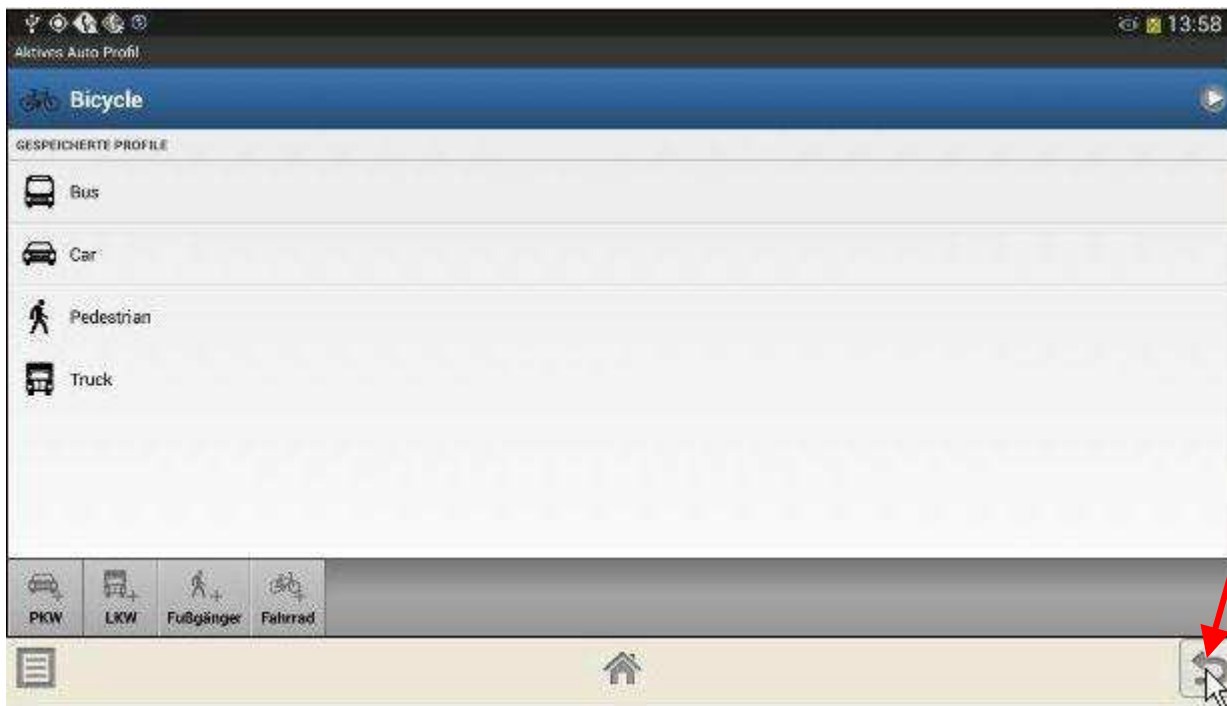 13:58
Aktives Auto Profil
Bicycle
GESPEICHERTE PROFILE
Bus
Car
Pedestrian
Truck
PKW LKW Fußgänger Fahrrad